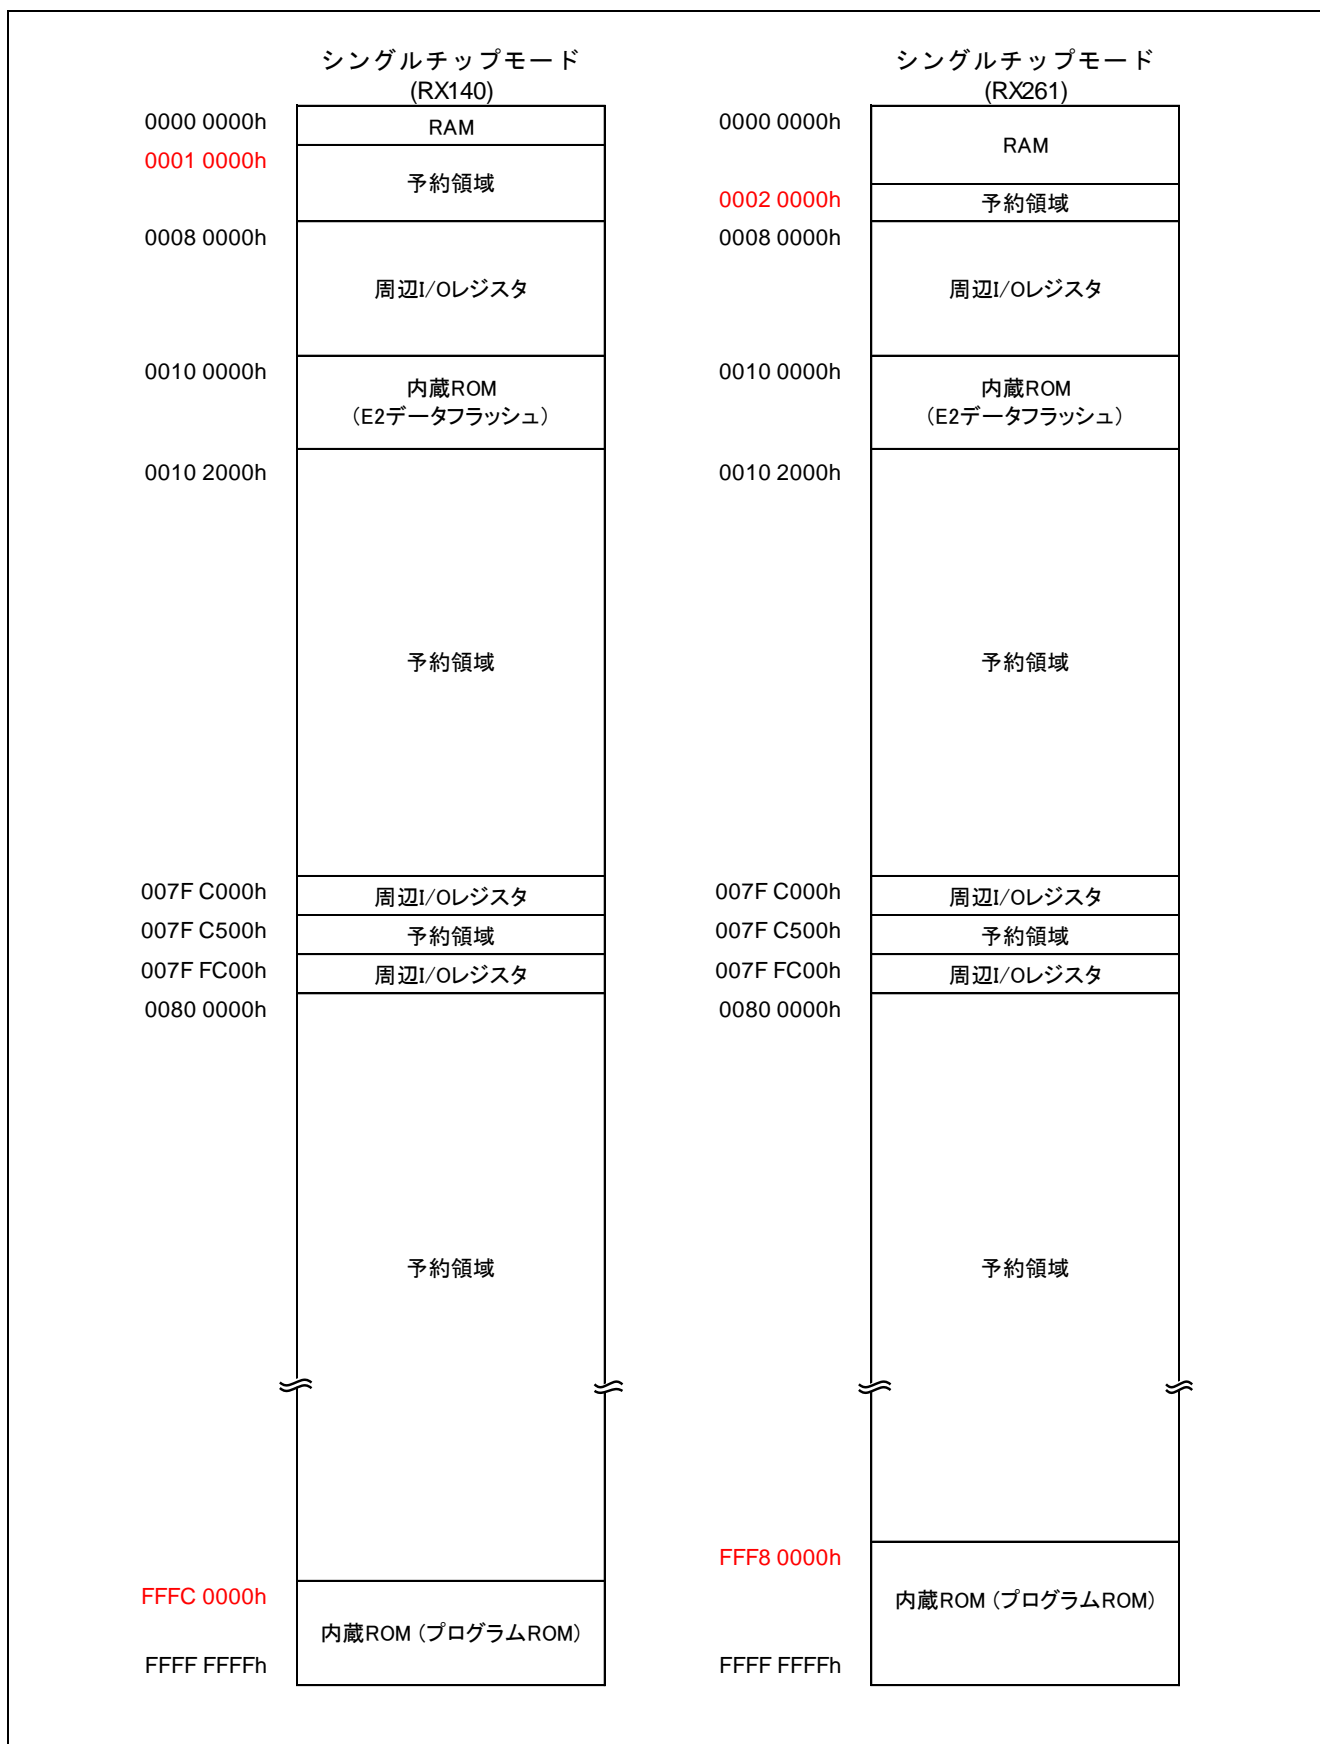 シングルチップモード
(RX140)
0000 0000h
RAM
0001 0000h
予約領域
0008 0000h
周辺I/Oレジスタ
0010 0000h
内蔵ROM
(E2データフラッシュ)
0010 2000h
予約領域
007F C000h
周辺I/Oレジスタ
007F C500h
予約領域
007F FC00h
周辺I/Oレジスタ
0080 0000h
予約領域
FFFC 0000h
内蔵ROM (プログラムROM)
FFFF FFFFh
シングルチップモード
(RX261)
0000 0000h
RAM
0002 0000h
予約領域
0008 0000h
周辺I/Oレジスタ
0010 0000h
内蔵ROM
(E2データフラッシュ)
0010 2000h
予約領域
007F C000h
周辺I/Oレジスタ
007F C500h
予約領域
007F FC00h
周辺I/Oレジスタ
0080 0000h
予約領域
FFF8 0000h
内蔵ROM (プログラムROM)
FFFF FFFFh